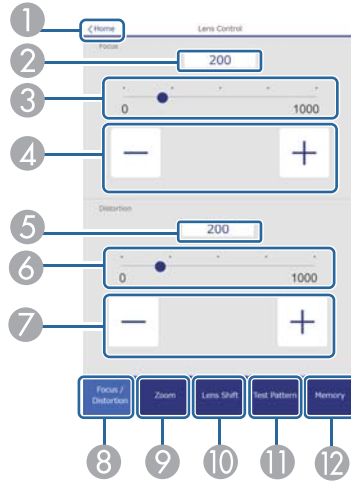 1
< Home
Lens Control
Focus
2
200
3
0
1000
4
− +
Distortion
5
200
6
0
1000
7
− +
Focus /
Distortion
Zoom
Lens Shift
Test Pattern
Memory
8
9
10
11
12